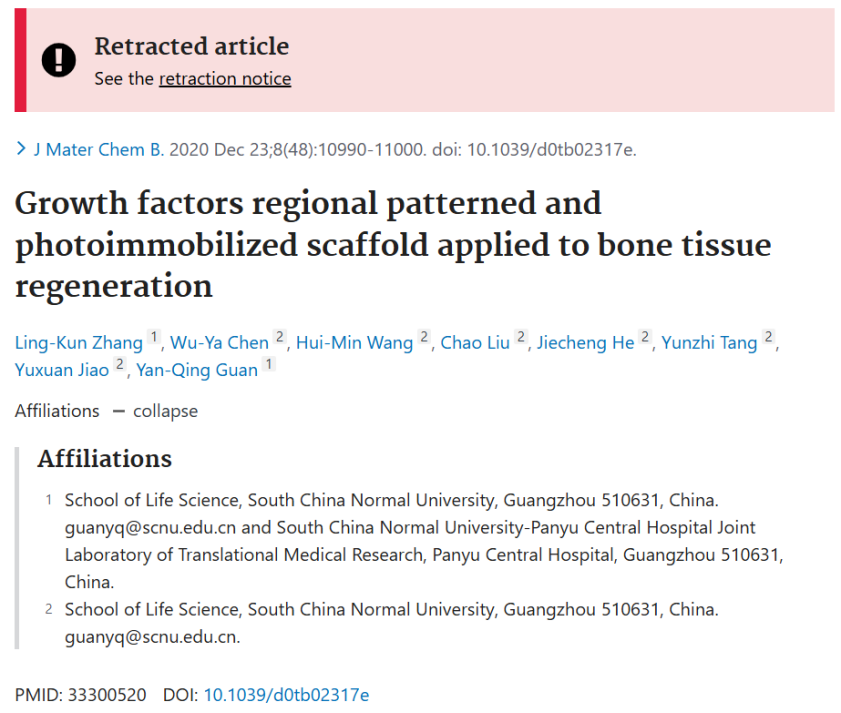 Retracted article
See the retraction notice
J Mater Chem B. 2020 Dec 23;8(48):10990-11000. doi: 10.1039/d0tb02317e.
Growth factors regional patterned and
photoimmobilized scaffold applied to bone tissue
regeneration
Ling-Kun Zhang 1, Wu-Ya Chen 2, Hui-Min Wang 2, Chao Liu 2, Jiecheng He 2, Yunzhi Tang 2,
Yuxuan Jiao 2, Yan-Qing Guan 1
Affiliations — collapse
Affiliations
1 School of Life Science, South China Normal University, Guangzhou 510631, China.
guanyq@scnu.edu.cn and South China Normal University-Panyu Central Hospital Joint
Laboratory of Translational Medical Research, Panyu Central Hospital, Guangzhou 510631,
China.
2 School of Life Science, South China Normal University, Guangzhou 510631, China.
guanyq@scnu.edu.cn.
PMID: 33300520 DOI: 10.1039/d0tb02317e